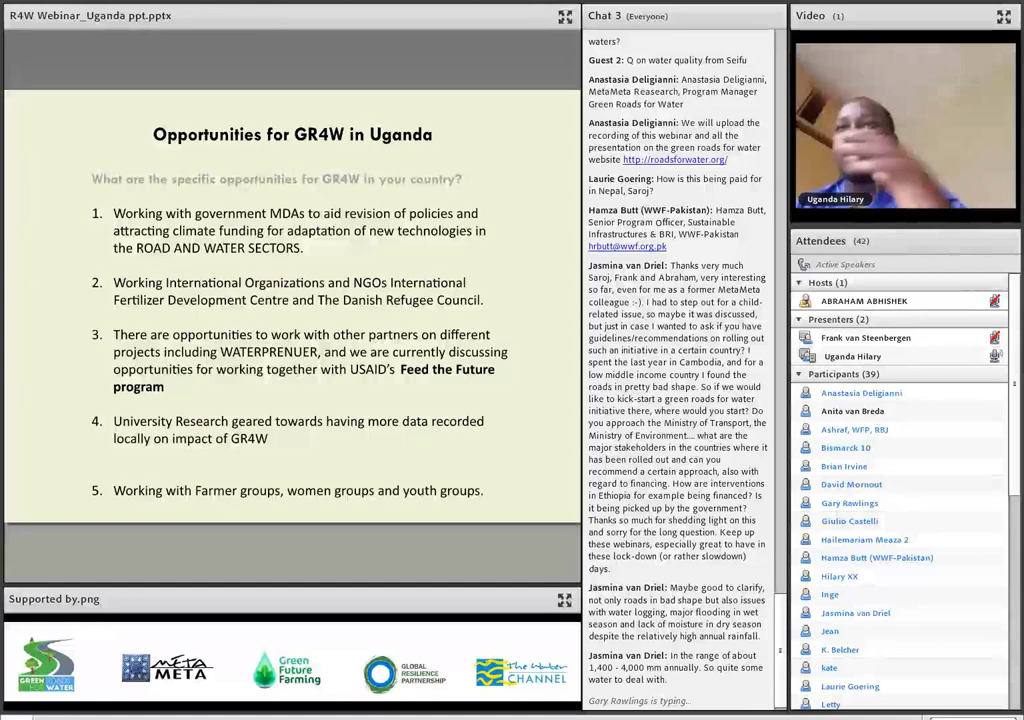 R4W Webinar_Uganda ppt.pptx
Opportunities for GR4W in Uganda
What are the specific opportunities for GR4W in your country?
1. Working with government MDAs to aid revision of policies and
attracting climate funding for adaptation of new technologies in
the ROAD AND WATER SECTORS.
2. Working International Organizations and NGOs International
Fertilizer Development Centre and The Danish Refugee Council.
3. There are opportunities to work with other partners on different
projects including WATERPRENUER, and we are currently discussing
opportunities for working together with USAID's Feed the Future
program
4. University Research geared towards having more data recorded
locally on impact of GR4W
5. Working with Farmer groups, women groups and youth groups.
Supported by.png
GREEN ROADS
FOR WATER
META
META
Green
Future
Farming
GLOBAL
RESILIENCE
PARTNERSHIP
The Water
CHANNEL
Chat 3 (Everyone)
waters?
Guest 2: Q on water quality from Seifu
Anastasia Deligianni: Anastasia Deligianni,
MetaMeta Reasearch, Program Manager
Green Roads for Water
Anastasia Deligianni: We will upload the
recording of this webinar and all the
presentation on the green roads for water
website http://roadsforwater.org/
Laurie Goering: How is this being paid for
in Nepal, Saroj?
Hamza Butt (WWF-Pakistan): Hamza Butt,
Senior Program Officer, Sustainable
Infrastructures & BRI, WWF-Pakistan
hrbutt@wwf.org.pk
Jasmina van Driel: Thanks very much
Saroj, Frank and Abraham, very interesting
so far, even for me as a former MetaMeta
colleague :-). I had to step out for a child-
related issue, so maybe it was discussed,
but just in case I wanted to ask if you have
guidelines/recommendations on rolling out
such an initiative in a certain country? I
spent the last year in Cambodia, and for a
low middle income country I found the
roads in pretty bad shape. So if we would
like to kick-start a green roads for water
initiative there, where would you start? Do
you approach the Ministry of Transport, the
Ministry of Environment.... what are the
major stakeholders in the countries where it
has been rolled out and can you
recommend a certain approach, also with
regard to financing. How are interventions
in Ethiopia for example being financed? Is
it being picked up by the government?
Thanks so much for shedding light on this
and sorry for the long question. Keep up
these webinars, especially great to have in
these lock-down (or rather slowdown)
days.
Jasmina van Driel: Maybe good to clarify,
not only roads in bad shape but also issues
with water logging, major flooding in wet
season and lack of moisture in dry season
despite the relatively high annual rainfall.
Jasmina van Driel: In the range of about
1,400 - 4,000 mm annually. So quite some
water to deal with.
Gary Rawlings is typing...
Video (1)
Uganda Hilary
Attendees (42)
Active Speakers
Hosts (1)
ABRAHAM ABHISHEK
Presenters (2)
Frank van Steenbergen
Uganda Hilary
Participants (39)
Anastasia Deligianni
Anita van Breda
Ashraf, WFP, RBJ
Bismarck 10
Brian Irvine
David Mornout
Gary Rawlings
Giulio Castelli
Hailemariam Meaza 2
Hamza Butt (WWF-Pakistan)
Hilary XX
Inge
Jasmina van Driel
Jean
K. Belcher
kate
Laurie Goering
Letty